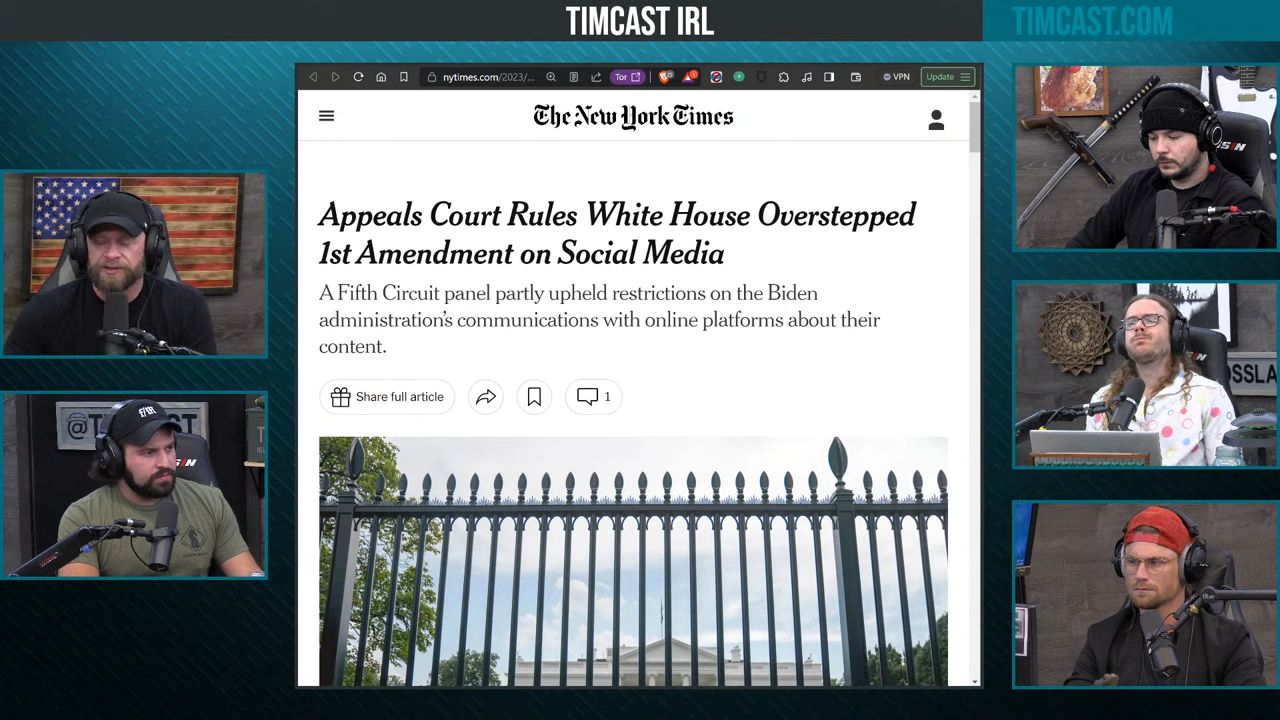 TIMCAST IRL
TIMCAST.COM
nytimes.com/2023/...
Tor
VPN
Update
The New York Times
Appeals Court Rules White House Overstepped
1st Amendment on Social Media
A Fifth Circuit panel partly upheld restrictions on the Biden
administration's communications with online platforms about their
content.
Share full article
1